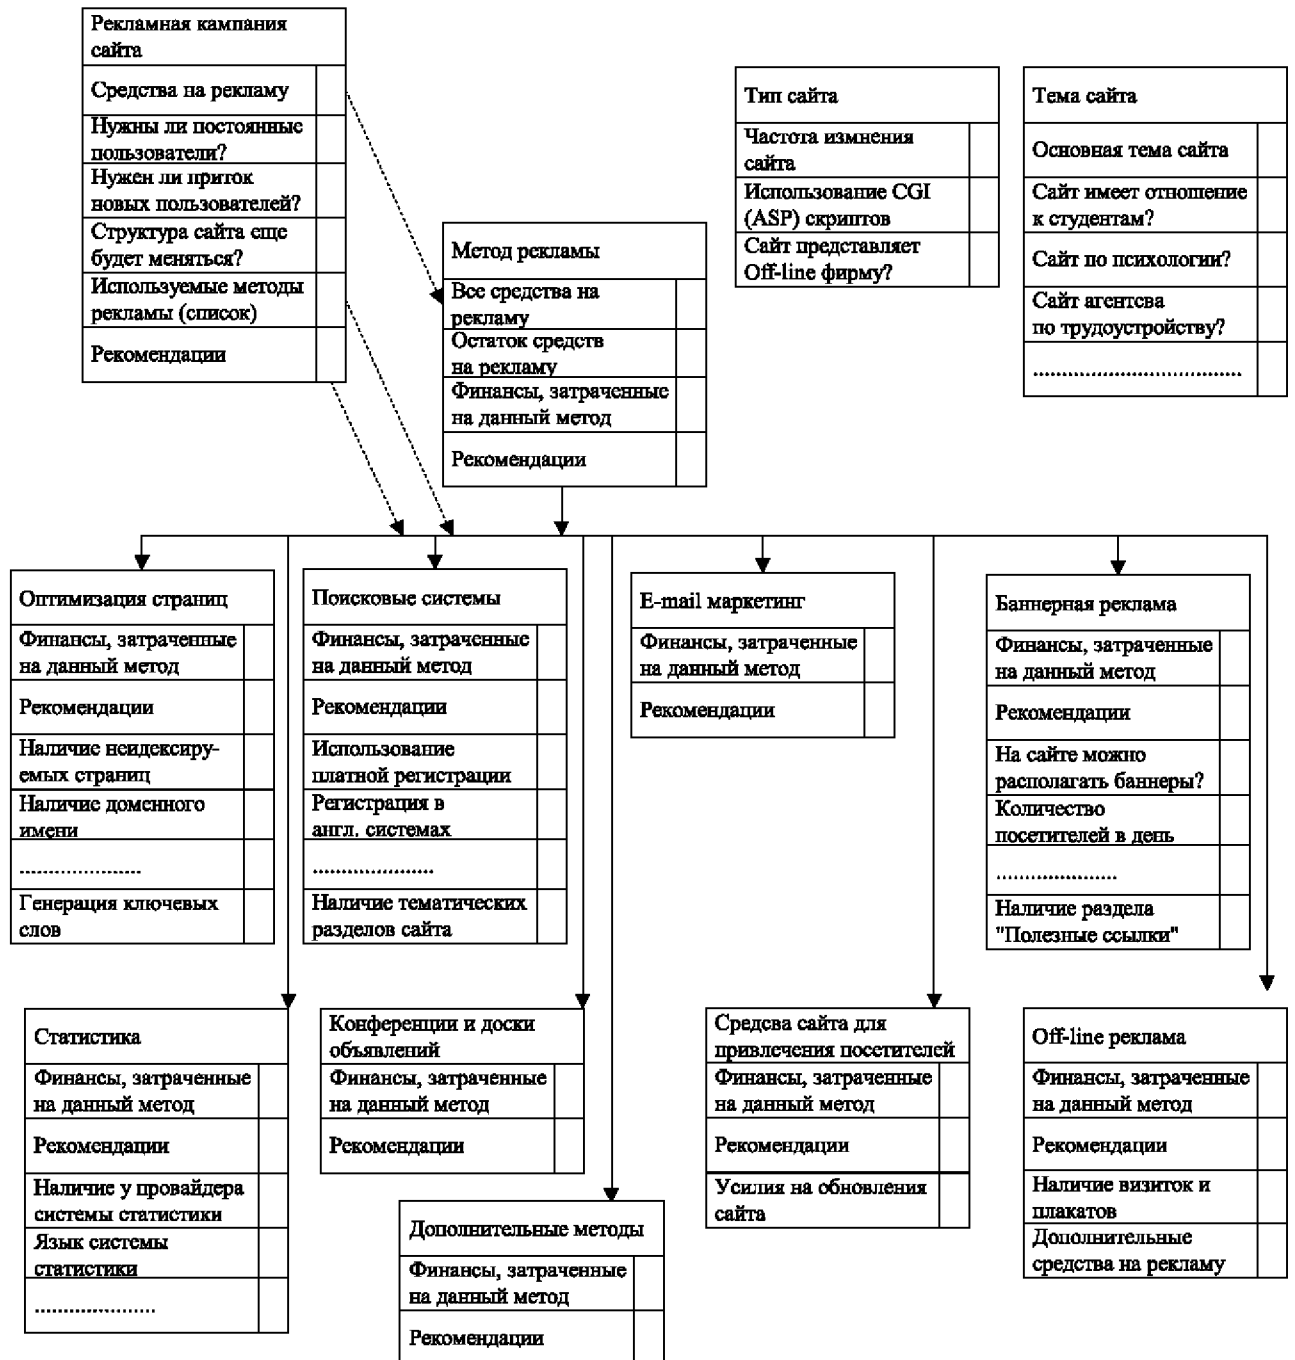 Рекламная кампания
сайта
Средства на рекламу
Нужны ли постоянные
пользователи?
Нужен ли приток
новых пользователей?
Структура сайта еще
будет меняться?
Используемые методы
рекламы (список)
Рекомендации
Метод рекламы
Все средства на
рекламу
Остаток средств
на рекламу
Финансы, затраченные
на данный метод
Рекомендации
Тип сайта
Частота измнения
сайта
Использование CGI
(ASP) скриптов
Сайт представляет
Off-line фирму?
Тема сайта
Основная тема сайта
Сайт имеет отношение
к студентам?
Сайт по психологии?
Сайт агентсва
по трудоустройству?
....................................
Оптимизация страниц
Финансы, затраченные
на данный метод
Рекомендации
Наличие неидексиру-
емых страниц
Наличие доменного
имени
.....................
Генерация ключевых
слов
Поисковые системы
Финансы, затраченные
на данный метод
Рекомендации
Использование
платной регистрации
Регистрация в
англ. системах
.....................
Наличие тематических
разделов сайта
E-mail маркетинг
Финансы, затраченные
на данный метод
Рекомендации
Баннерная реклама
Финансы, затраченные
на данный метод
Рекомендации
На сайте можно
располагать баннеры?
Количество
посетителей в день
.....................
Наличие раздела
"Полезные ссылки"
Статистика
Финансы, затраченные
на данный метод
Рекомендации
Наличие у провайдера
системы статистики
Язык системы
статистики
.....................
Конференции и доски
объявлений
Финансы, затраченные
на данный метод
Рекомендации
Дополнительные методы
Финансы, затраченные
на данный метод
Рекомендации
Средсва сайта для
привлечения посетителей
Финансы, затраченные
на данный метод
Рекомендации
Усилия на обновления
сайта
Off-line реклама
Финансы, затраченные
на данный метод
Рекомендации
Наличие визиток и
плакатов
Дополнительные
средства на рекламу